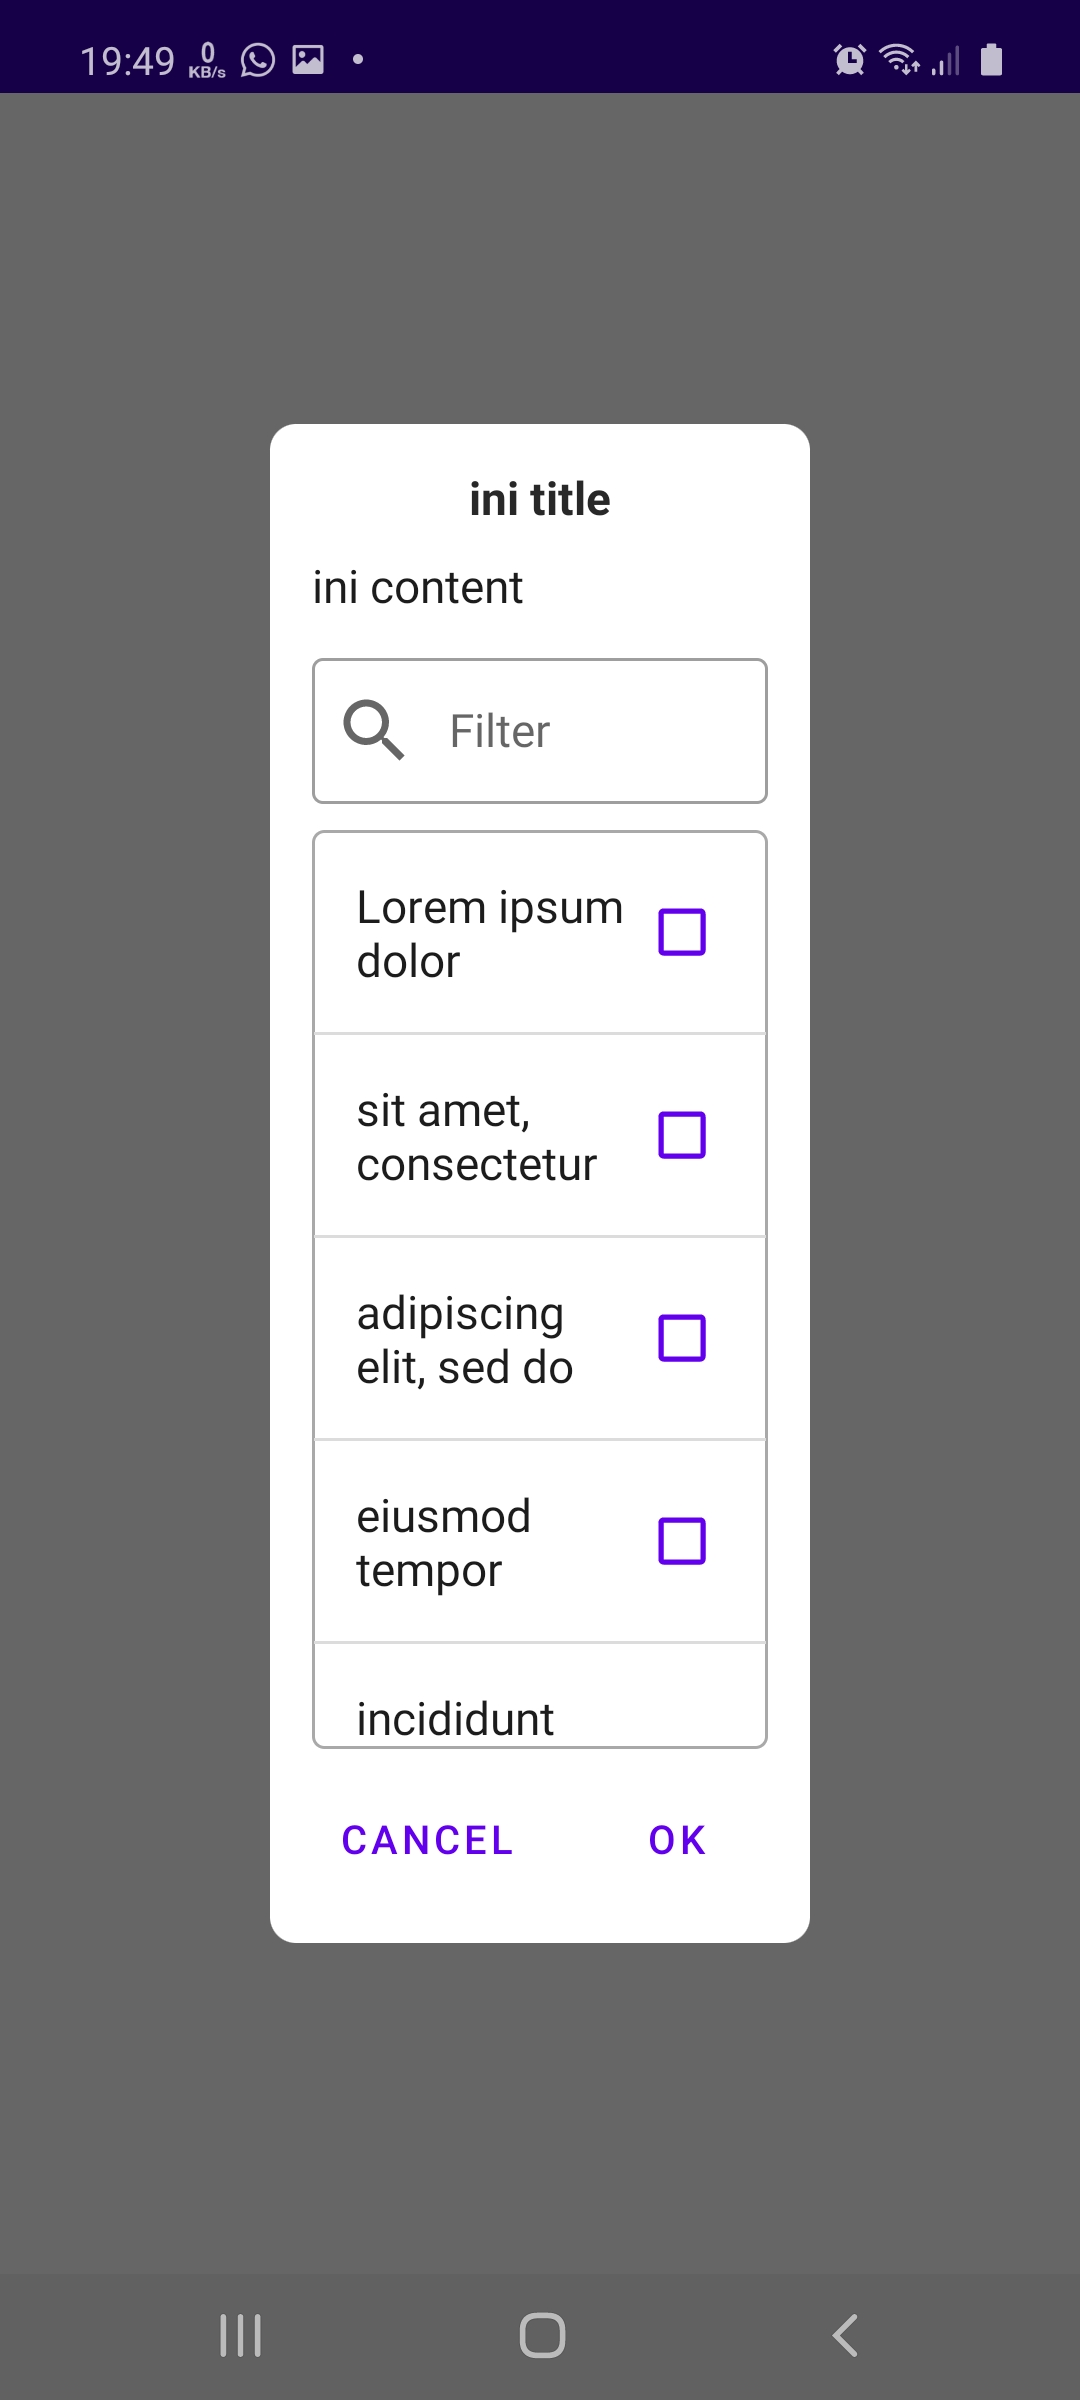 19:49 0 KB/s
ini title
ini content
Filter
Lorem ipsum
dolor
sit amet,
consectetur
adipiscing
elit, sed do
eiusmod
tempor
incididunt
CANCEL OK